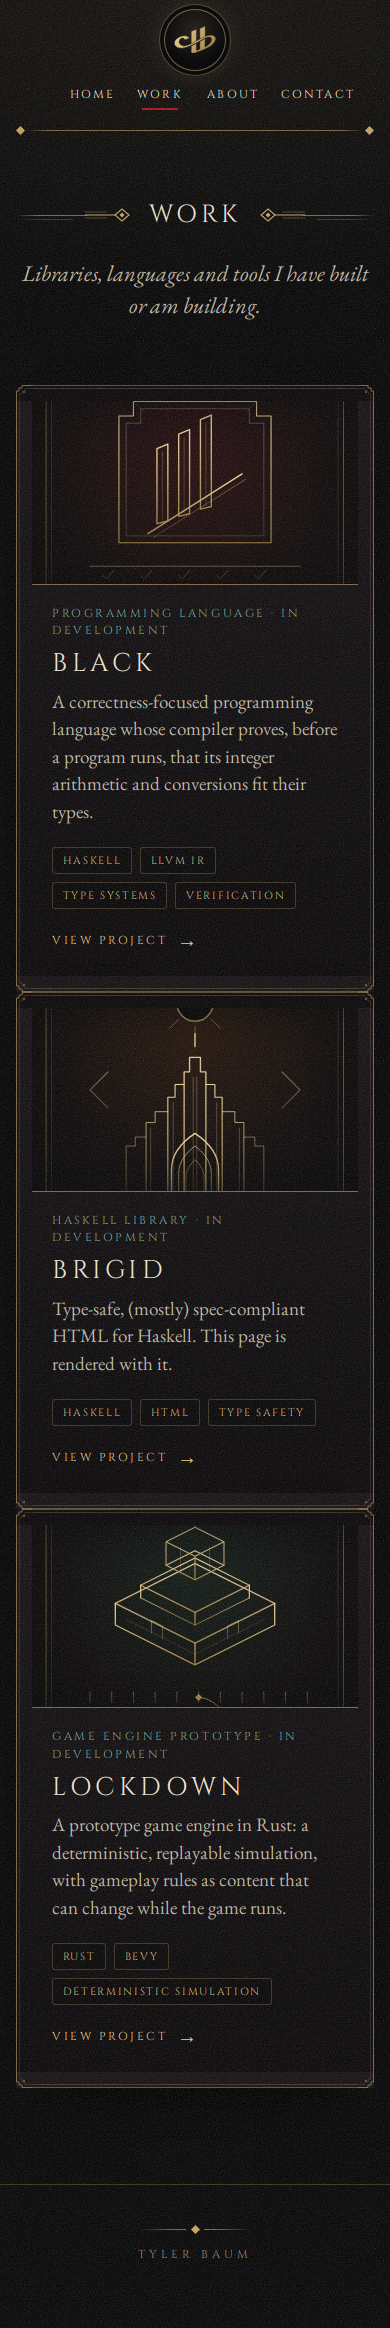 HOME WORK ABOUT CONTACT
WORK
Libraries, languages and tools I have built
or am building.
PROGRAMMING LANGUAGE · IN
DEVELOPMENT
BLACK
A correctness-focused programming
language whose compiler proves, before
a program runs, that its integer
arithmetic and conversions fit their
types.
HASKELL LLVM IR
TYPE SYSTEMS VERIFICATION
VIEW PROJECT →
HASKELL LIBRARY · IN
DEVELOPMENT
BRIGID
Type-safe, (mostly) spec-compliant
HTML for Haskell. This page is
rendered with it.
HASKELL HTML TYPE SAFETY
VIEW PROJECT →
GAME ENGINE PROTOTYPE · IN
DEVELOPMENT
LOCKDOWN
A prototype game engine in Rust: a
deterministic, replayable simulation,
with gameplay rules as content that
can change while the game runs.
RUST BEVY
DETERMINISTIC SIMULATION
VIEW PROJECT →
TYLER BAUM